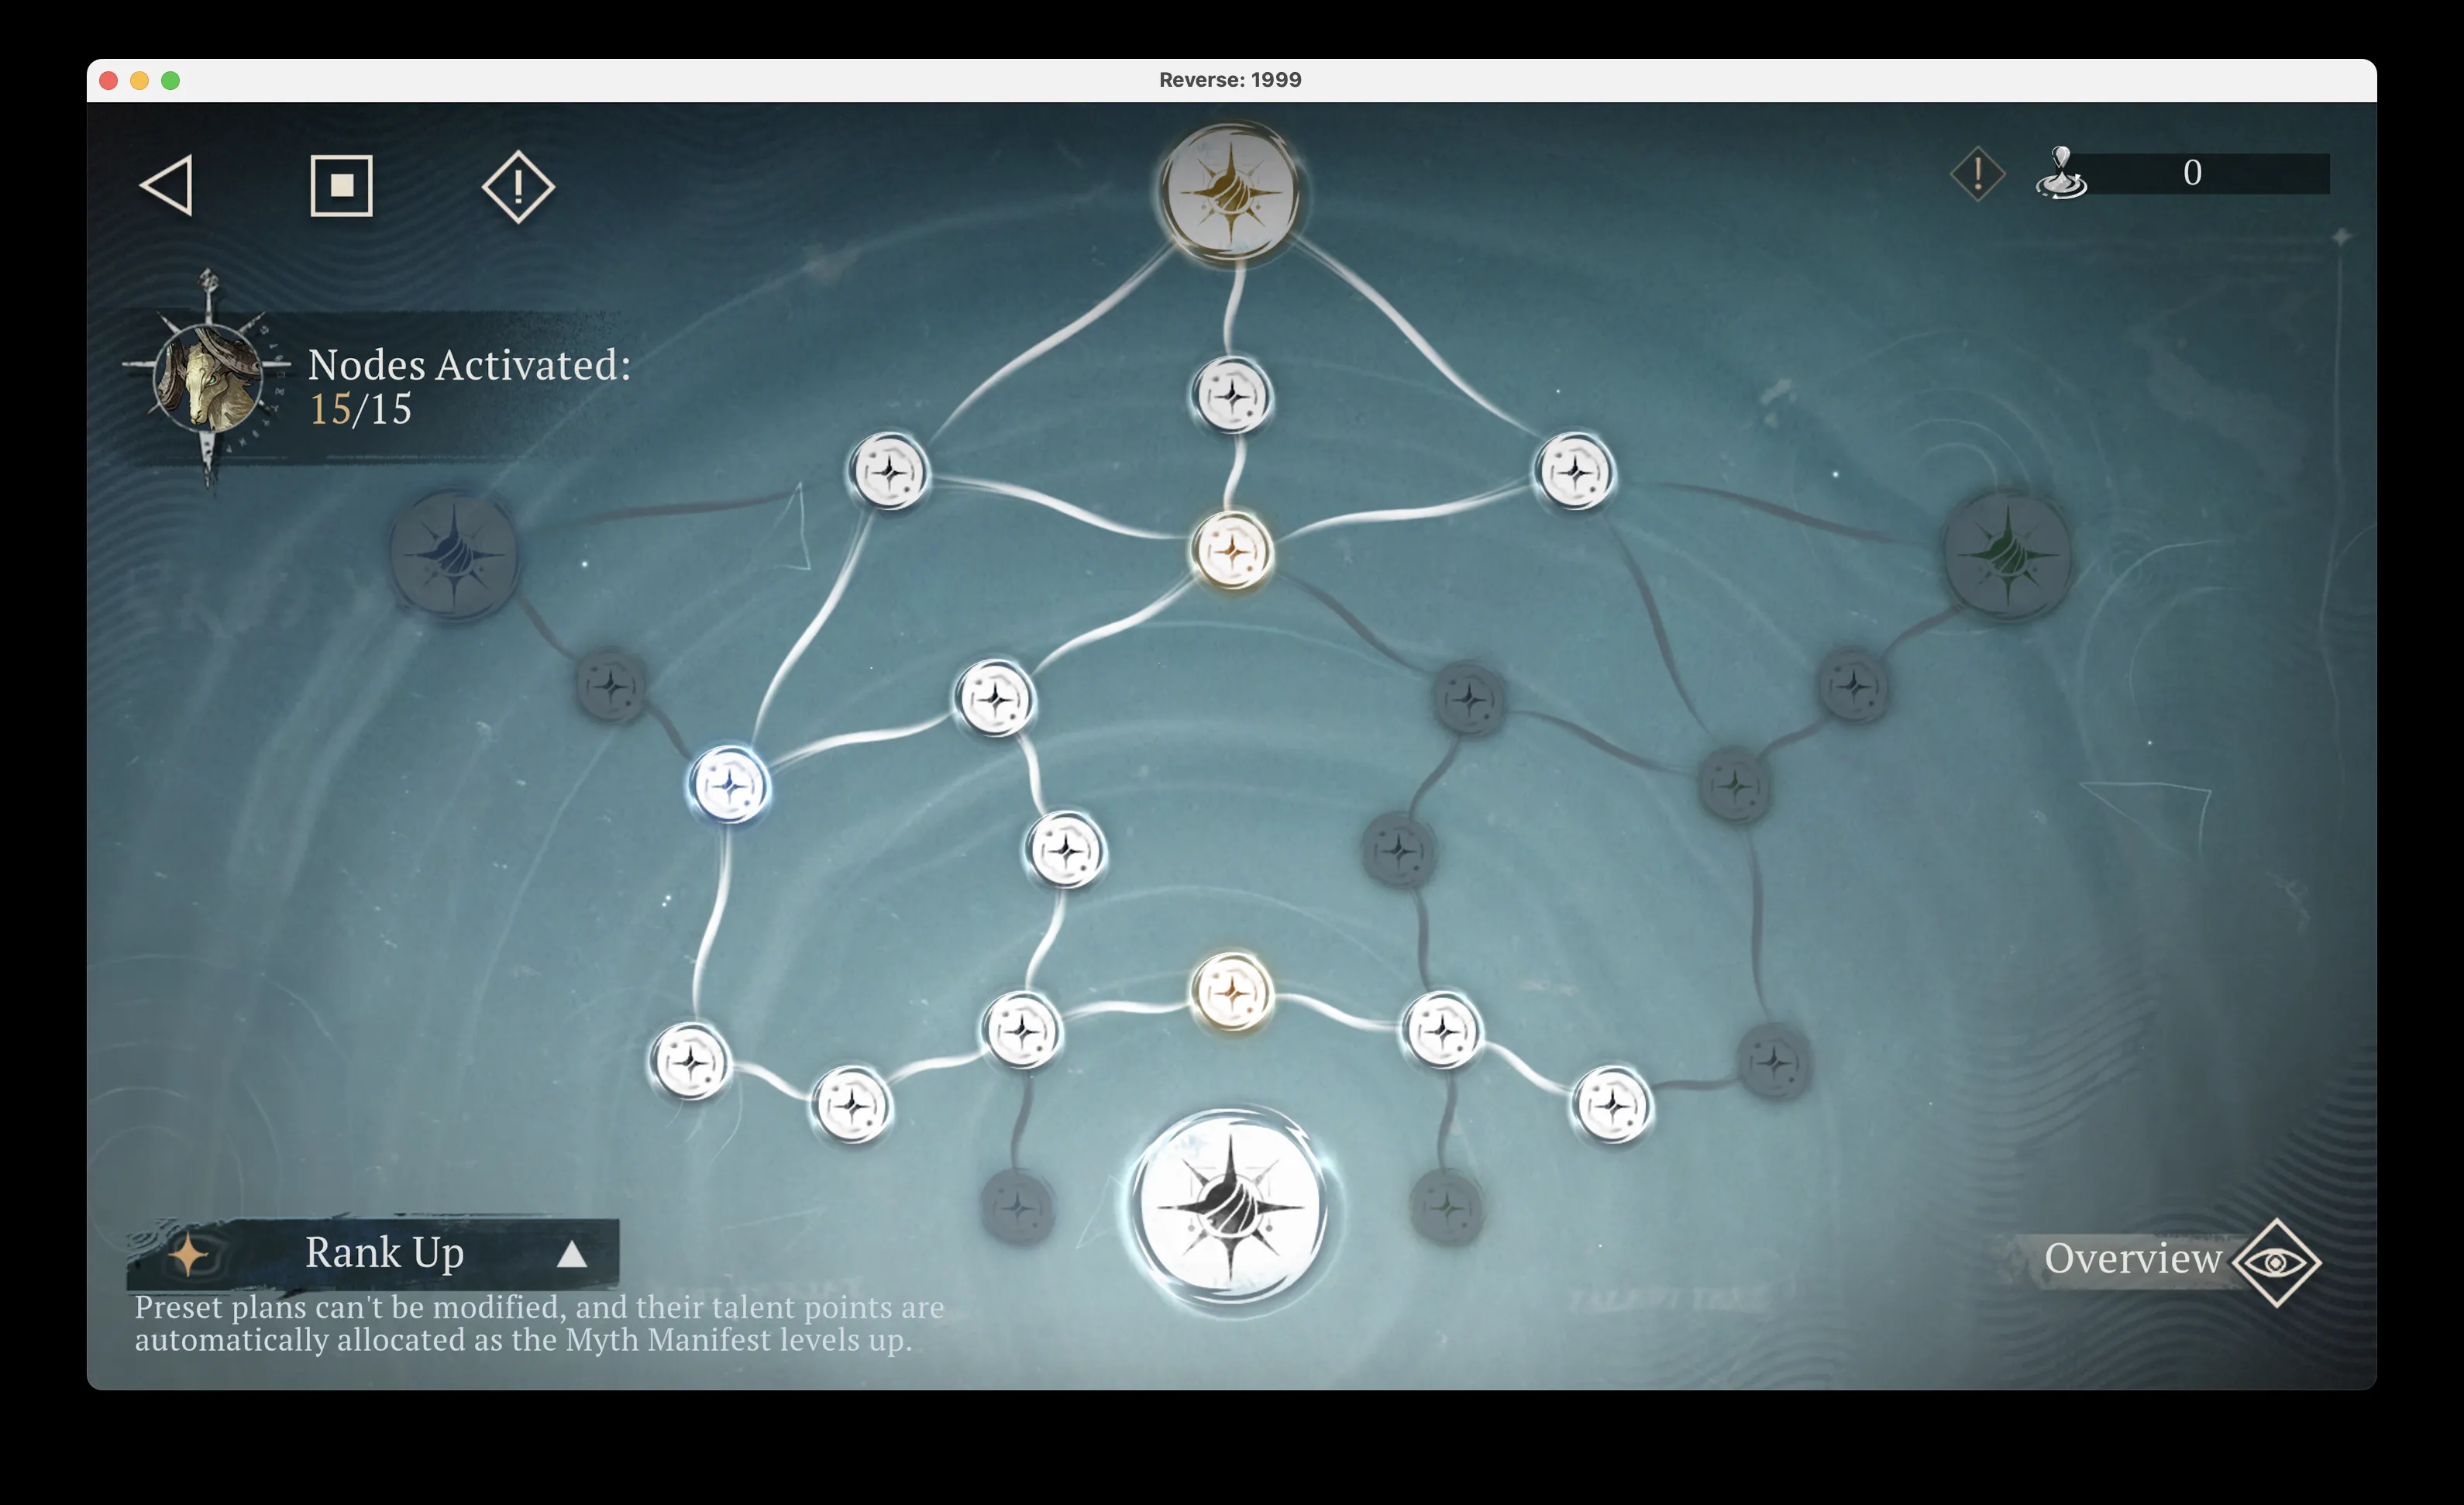 Reverse: 1999
0
Nodes Activated:
15/15
Rank Up
Overview
Preset plans can't be modified, and their talent points are
automatically allocated as the Myth Manifest levels up.